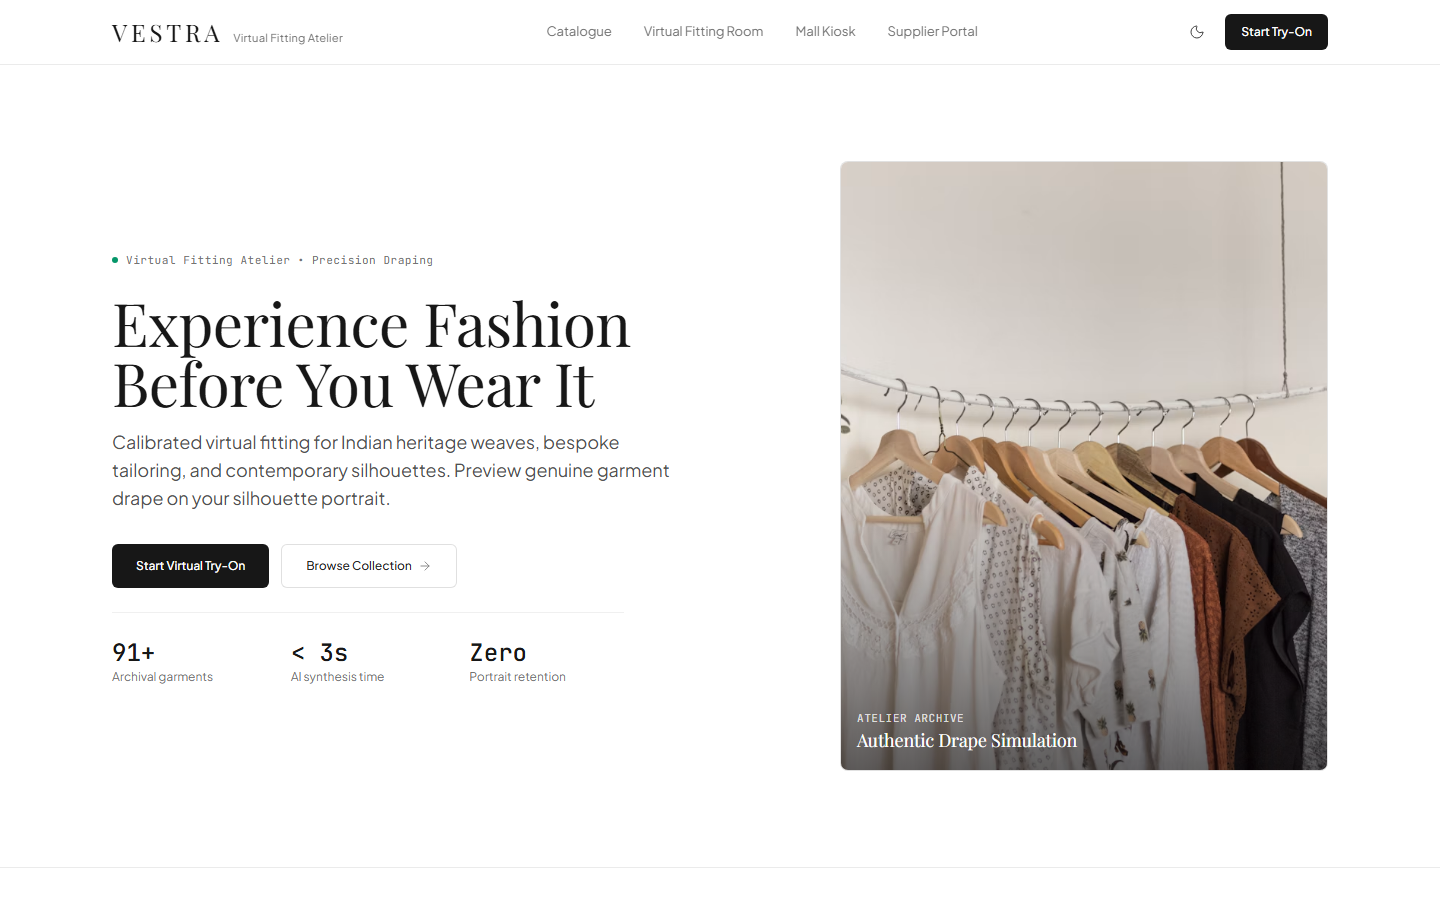 VESTRA Virtual Fitting Atelier
Catalogue
Virtual Fitting Room
Mall Kiosk
Supplier Portal
Start Try-On
Virtual Fitting Atelier • Precision Draping
Experience Fashion
Before You Wear It
Calibrated virtual fitting for Indian heritage weaves, bespoke
tailoring, and contemporary silhouettes. Preview genuine garment
drape on your silhouette portrait.
Start Virtual Try-On
Browse Collection →
91+
Archival garments
< 3s
AI synthesis time
Zero
Portrait retention
ATELIER ARCHIVE
Authentic Drape Simulation